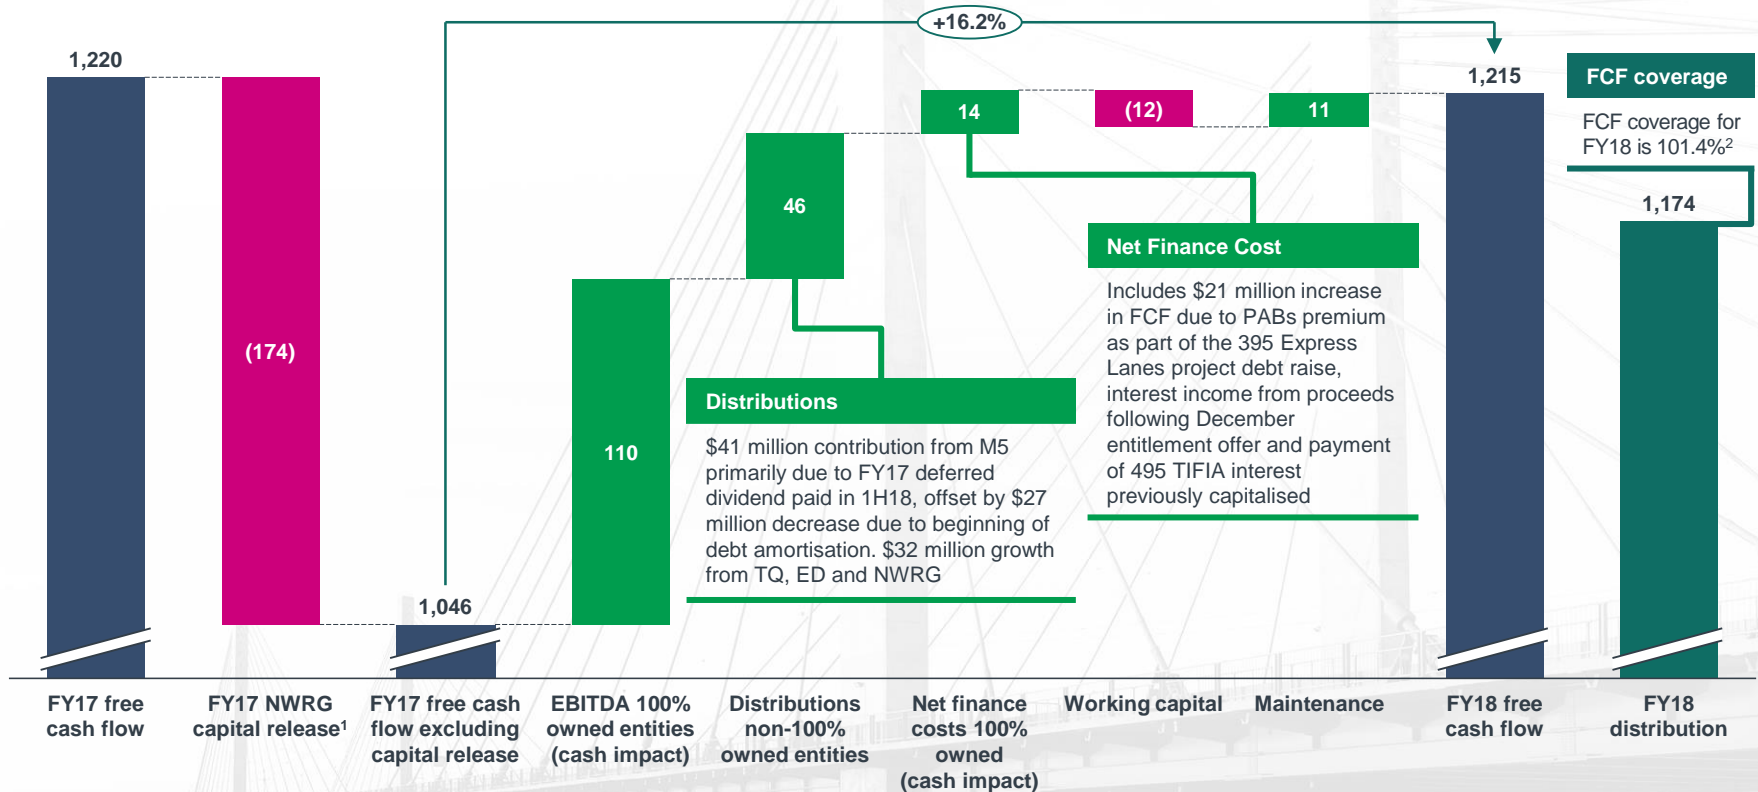 +16.2%
1,220
(174)
1,046
110
46
14
(12)
11
1,215
FCF coverage
FCF coverage for
FY18 is 101.4%²
1,174
Distributions
$41 million contribution from M5
primarily due to FY17 deferred
dividend paid in 1H18, offset by $27
million decrease due to beginning of
debt amortisation. $32 million growth
from TQ, ED and NWRG
Net Finance Cost
Includes $21 million increase
in FCF due to PABs premium
as part of the 395 Express
Lanes project debt raise,
interest income from proceeds
following December
entitlement offer and payment
of 495 TIFIA interest
previously capitalised
FY17 free
cash flow
FY17 NWRG
capital release¹
FY17 free cash
flow excluding
capital release
EBITDA 100%
owned entities
(cash impact)
Distributions
non-100%
owned entities
Net finance
costs 100%
owned
(cash impact)
Working capital
Maintenance
FY18 free
cash flow
FY18
distribution